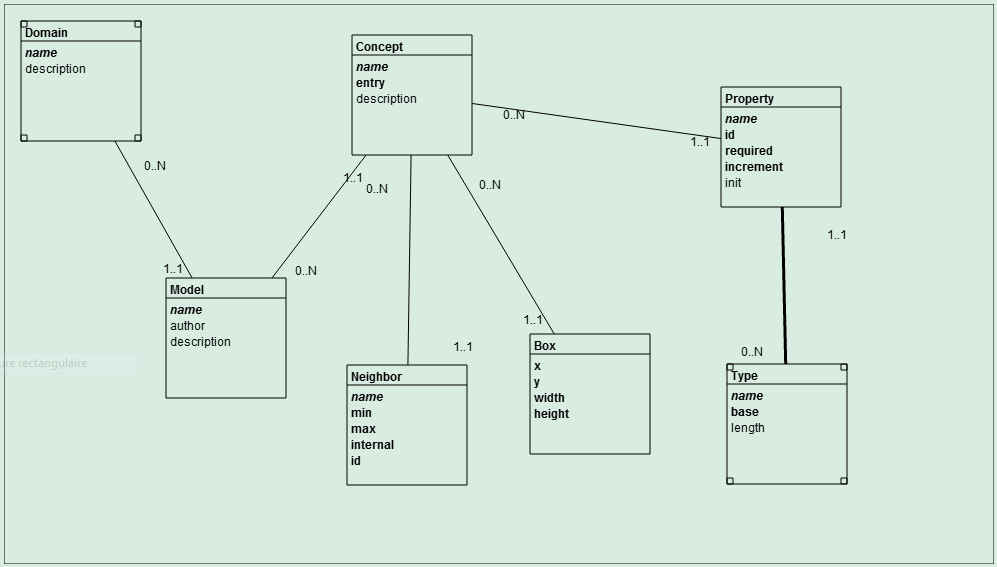 Domain
name
description
0..N
1..1
Model
name
author
description
ure rectangulaire
Concept
name
entry
description
1..1
0..N
0..N
0..N
0..N
1..1
1..1
1..1
Neighbor
name
min
max
internal
id
Box
x
y
width
height
Property
name
id
required
increment
init
1..1
0..N
Type
name
base
length